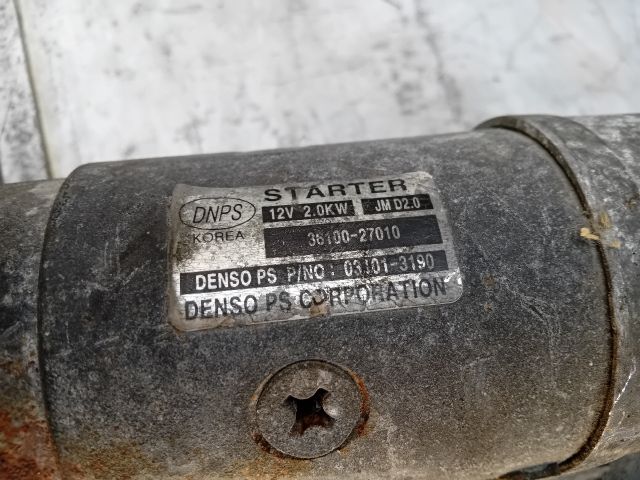 STARTER
DNPS
12V 2.0KW JM D2.0
KOREA
36100-27010
DENSO PS P/NO : 03101-3190
DENSO PS CORPORATION